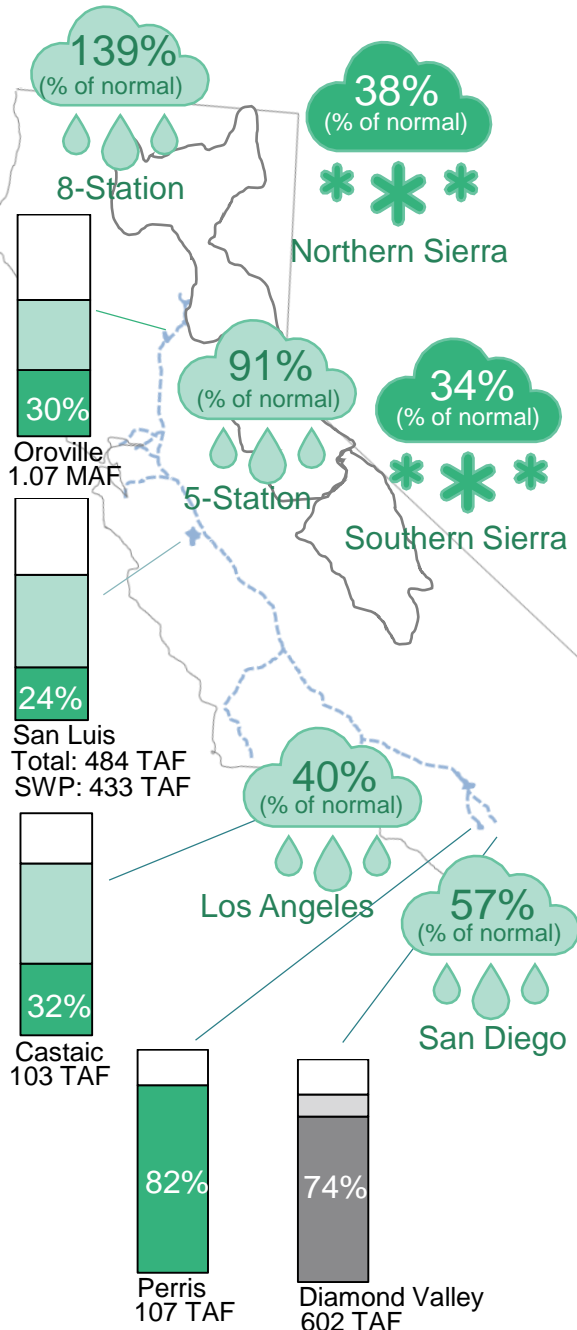 139%
(% of normal)
8-Station
38%
(% of normal)
Northern Sierra
30%
Oroville
1.07 MAF
91%
(% of normal)
5-Station
34%
(% of normal)
Southern Sierra
24%
San Luis
Total: 484 TAF
SWP: 433 TAF
40%
(% of normal)
Los Angeles
57%
(% of normal)
San Diego
32%
Castaic
103 TAF
82%
Perris
107 TAF
74%
Diamond Valley
602 TAF